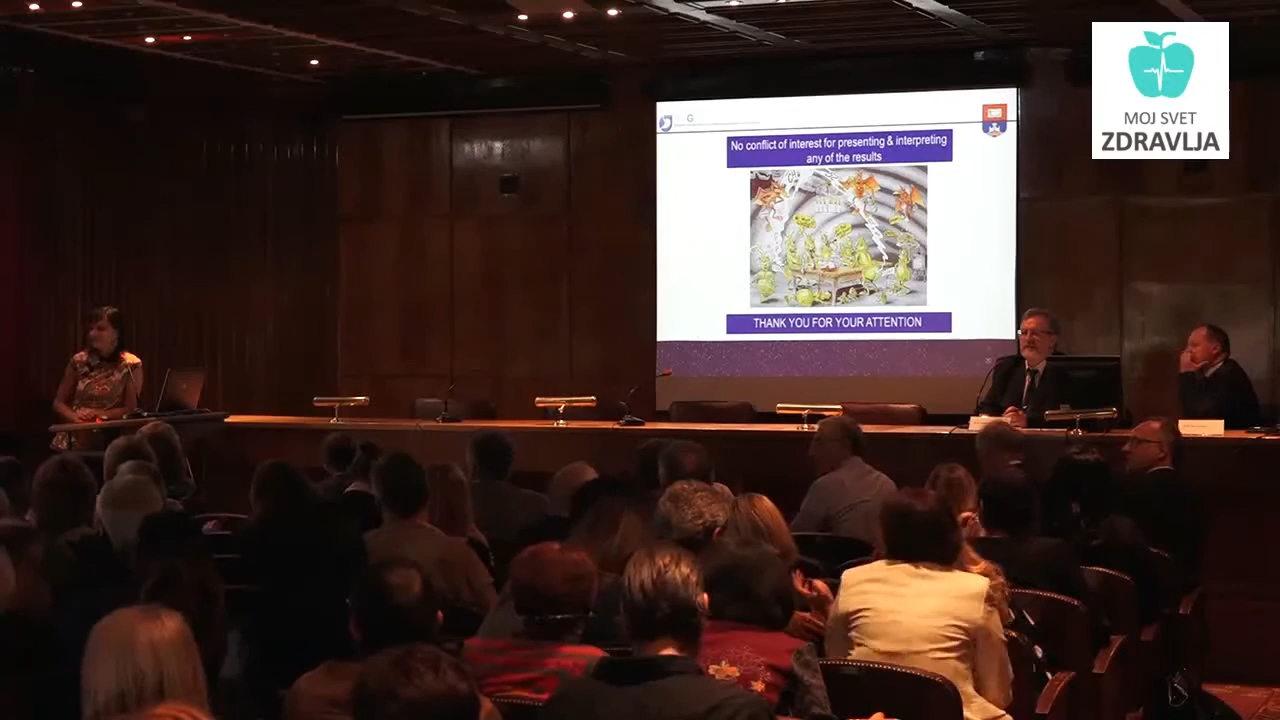 MOJ SVET
ZDRAVLJA
No conflict of interest for presenting & interpreting
any of the results
THANK YOU FOR YOUR ATTENTION